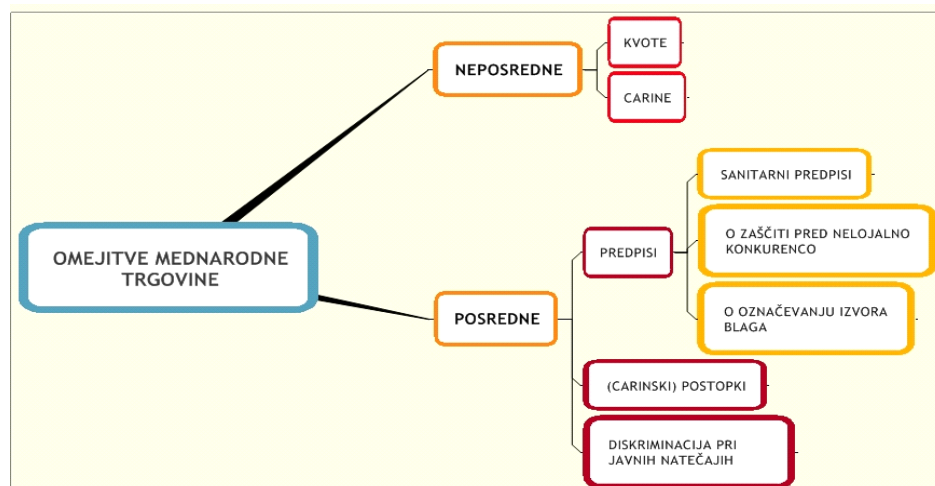 OMEJITVE MEDNARODNE
TRGOVINE
NEPOSREDNE
KVOTE
CARINE
POSREDNE
PREDPISI
SANITARNI PREDPISI
O ZAŠČITI PRED NELOJALNO
KONKURENCO
O OZNAČEVANJU IZVORA
BLAGA
(CARINSKI) POSTOPKI
DISKRIMINACIJA PRI
JAVNIH NATEČAJIH